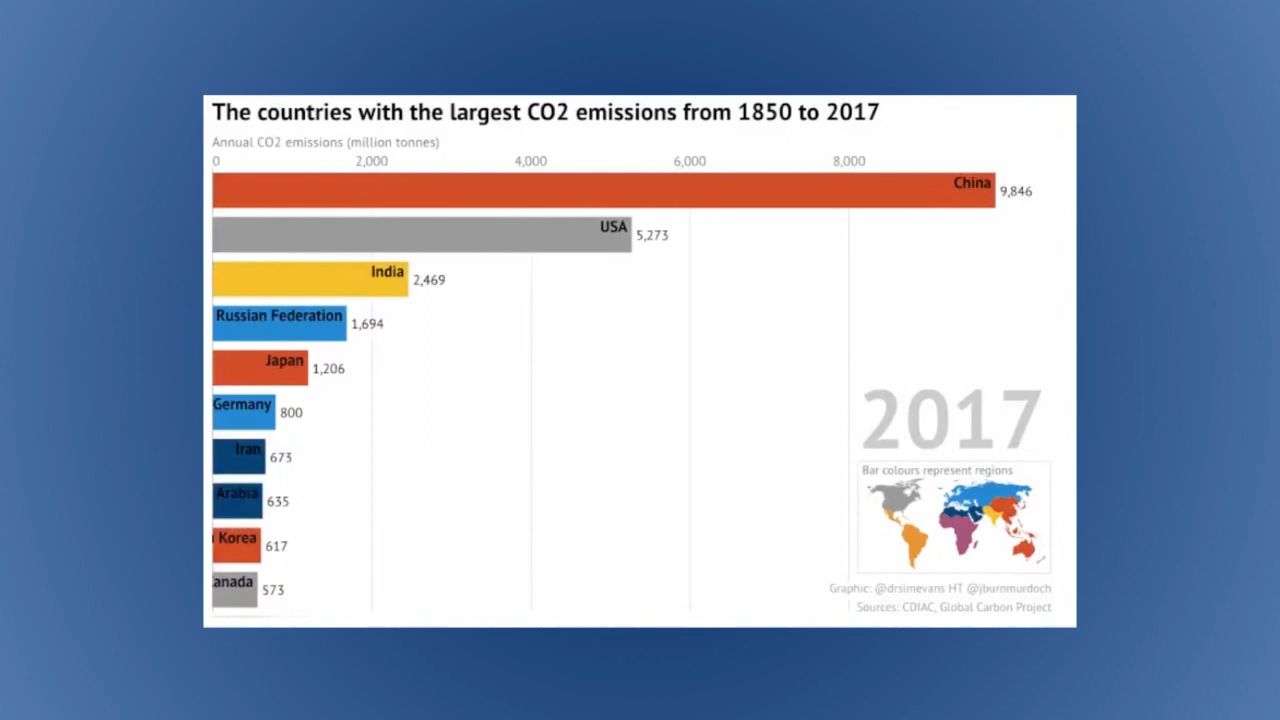 The countries with the largest CO2 emissions from 1850 to 2017
Annual CO2 emissions (million tonnes)
0 2,000 4,000 6,000 8,000
China 9,846
USA 5,273
India 2,469
Russian Federation 1,694
Japan 1,206
Germany 800
Iran 673
Arabia 635
Korea 617
anada 573
2017
Bar colours represent regions
Graphic: @drsimevans HT @jburnmurdoch
Sources: CDIAC, Global Carbon Project